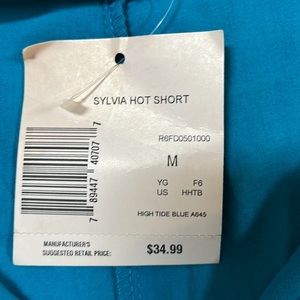 SYLVIA HOT SHORT
R6FD0501000
M
YG F6
US HHTB
HIGH TIDE BLUE A645
7 89447 40707 7
MANUFACTURER'S
SUGGESTED RETAIL PRICE: $34.99